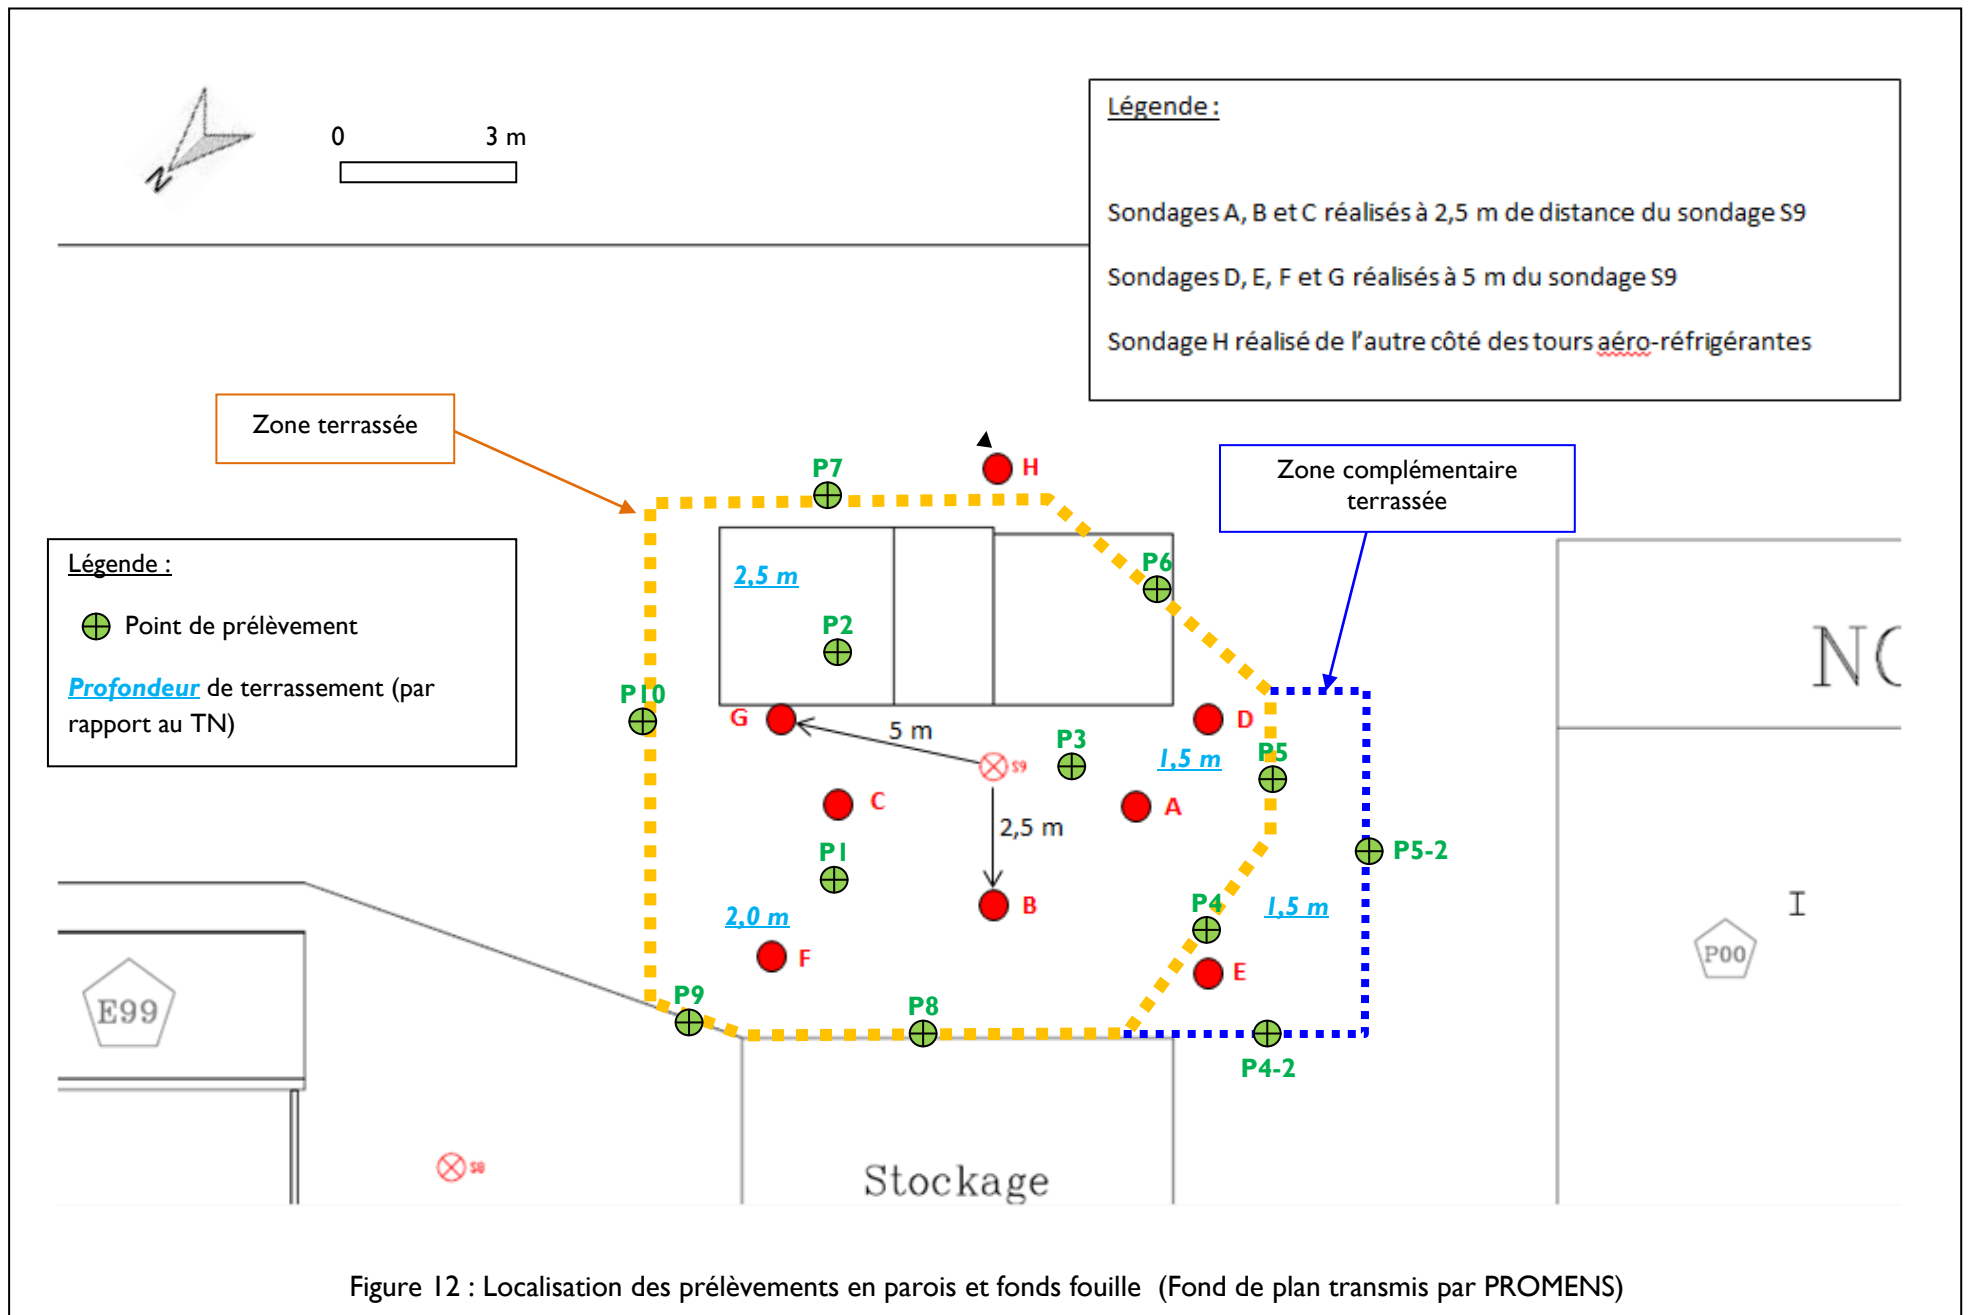 N
0 3 m
Légende :
Sondages A, B et C réalisés à 2,5 m de distance du sondage S9
Sondages D, E, F et G réalisés à 5 m du sondage S9
Sondage H réalisé de l'autre côté des tours aéro-réfrigérantes
Zone terrassée
Zone complémentaire
terrassée
Légende :
Point de prélèvement
Profondeur de terrassement (par
rapport au TN)
P7
H
P6
2,5 m
P2
P10
G
5 m
D
P3
1,5 m
P5
S9
C
A
2,5 m
P1
P5-2
B
P4
1,5 m
2,0 m
F
E
P9
P8
P4-2
NO
I
P00
E99
S8
Stockage
Figure 12 : Localisation des prélèvements en parois et fonds fouille (Fond de plan transmis par PROMENS)